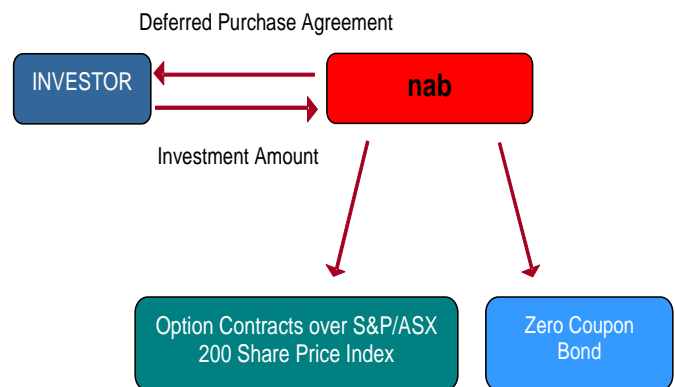 Deferred Purchase Agreement
INVESTOR
nab
Investment Amount
Option Contracts over S&P/ASX
200 Share Price Index
Zero Coupon
Bond